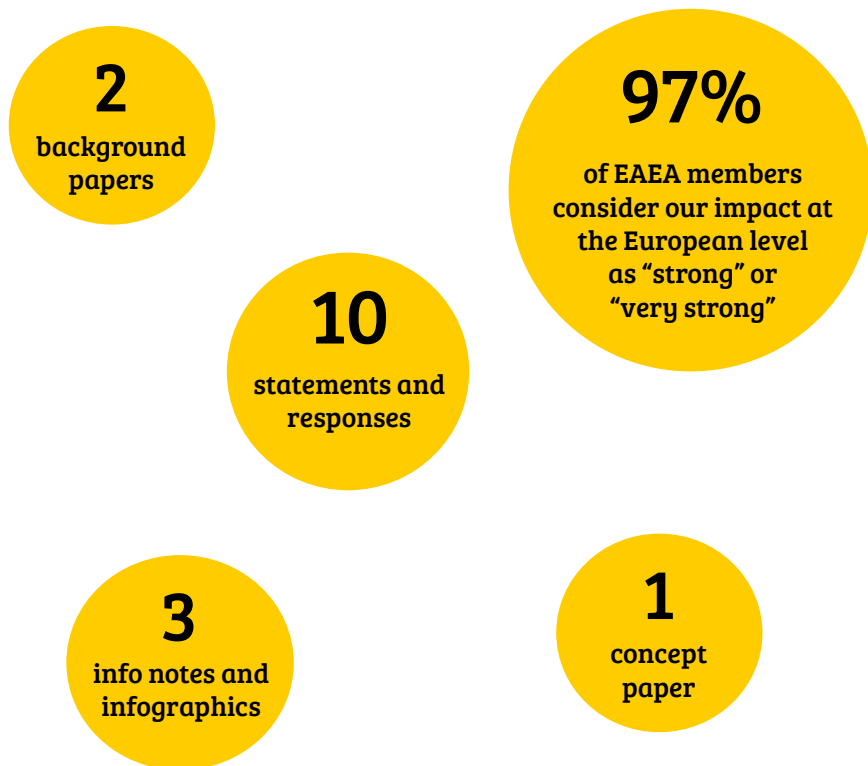 2
background
papers
97%
of EAEA members
consider our impact at
the European level
as “strong” or
“very strong”
10
statements and
responses
3
info notes and
infographics
1
concept
paper